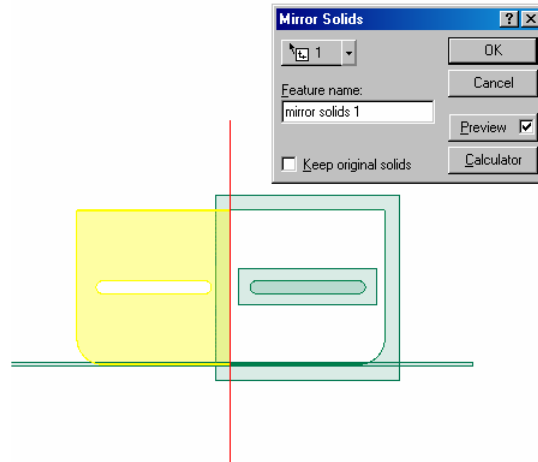 Mirror Solids
1
OK
Feature name:
Cancel
mirror solids 1
Preview
Keep original solids
Calculator